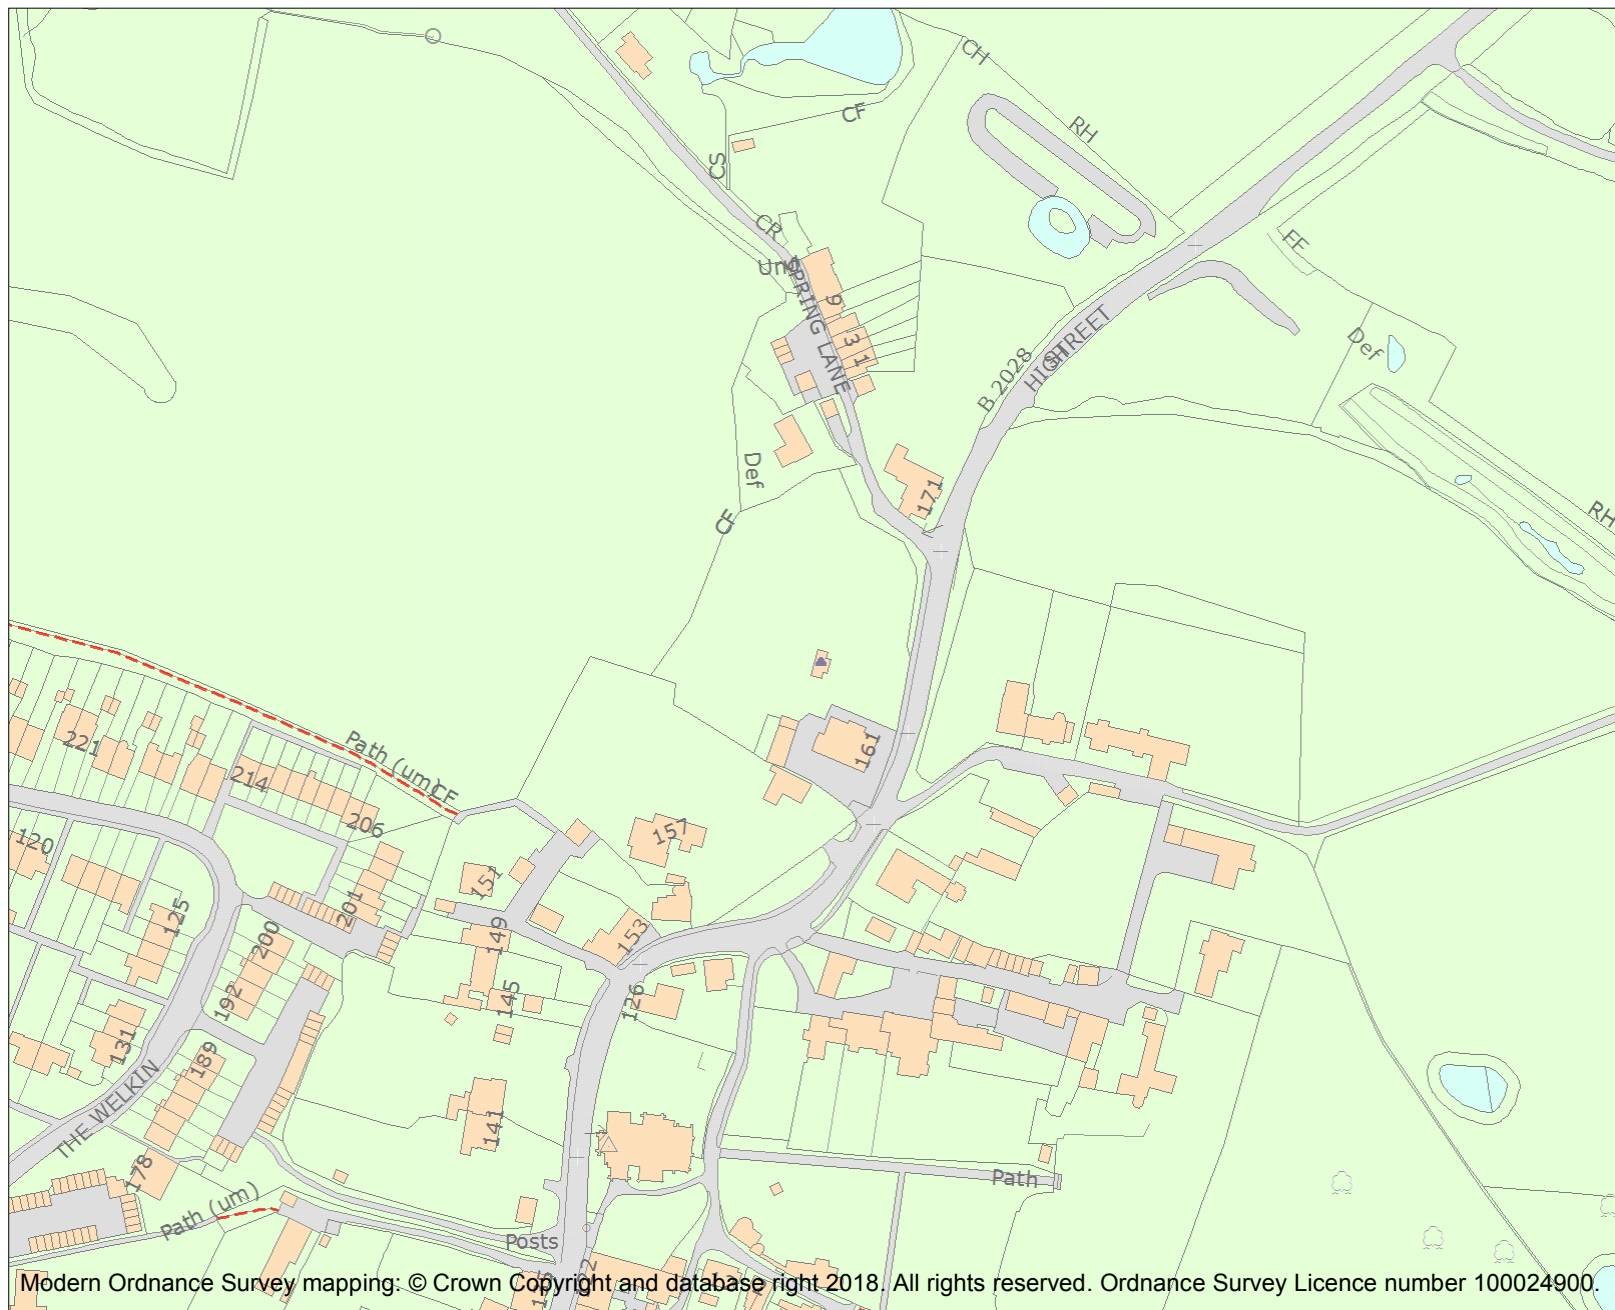 CH
CF
RH
CS
CR
Und
EF
SPRING LANE
9
3
1
B 2028
HIGH STREET
Def
Def
171
CF
RH
221
Path (um)
CF
214
206
161
157
120
151
201
125
200
149
153
192
145
126
131
189
THE WELKIN
141
178
Path
Path (um)
Posts
Modern Ordnance Survey mapping: © Crown Copyright and database right 2018. All rights reserved. Ordnance Survey Licence number 100024900.